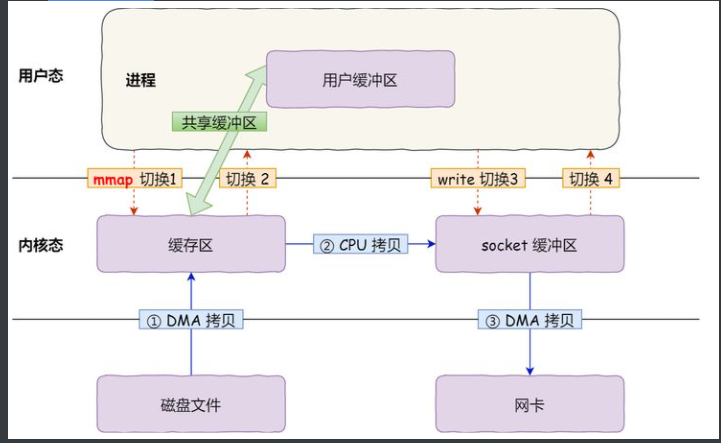 用户态
进程
用户缓冲区
共享缓冲区
mmap 切换1
切换 2
write 切换3
切换 4
内核态
缓存区
② CPU 拷贝
socket 缓冲区
① DMA 拷贝
③ DMA 拷贝
磁盘文件
网卡